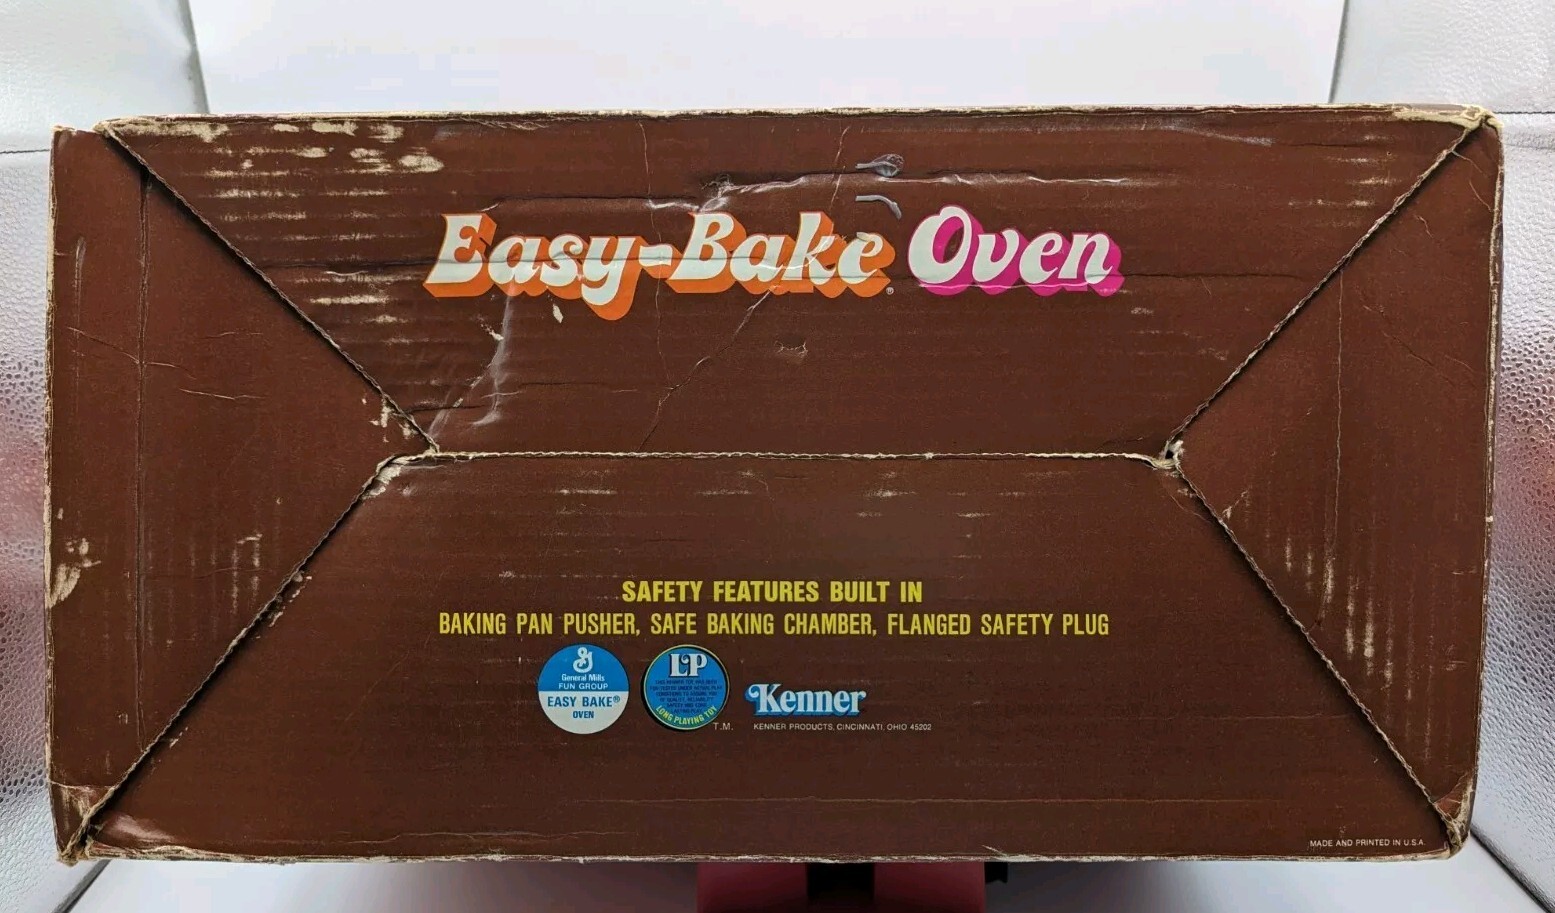 Easy-Bake® Oven
SAFETY FEATURES BUILT IN
BAKING PAN PUSHER, SAFE BAKING CHAMBER, FLANGED SAFETY PLUG
G
General Mills
FUN GROUP
EASY BAKE®
OVEN
LP
LONG PLAYING TOY
T.M.
Kenner
KENNER PRODUCTS, CINCINNATI, OHIO 45202
MADE AND PRINTED IN U.S.A.